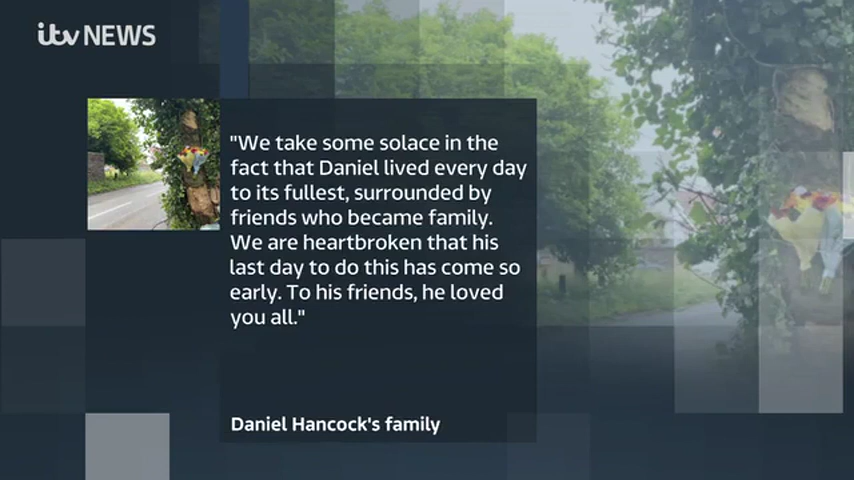 itv NEWS
"We take some solace in the
fact that Daniel lived every day
to its fullest, surrounded by
friends who became family.
We are heartbroken that his
last day to do this has come so
early. To his friends, he loved
you all."
Daniel Hancock's family